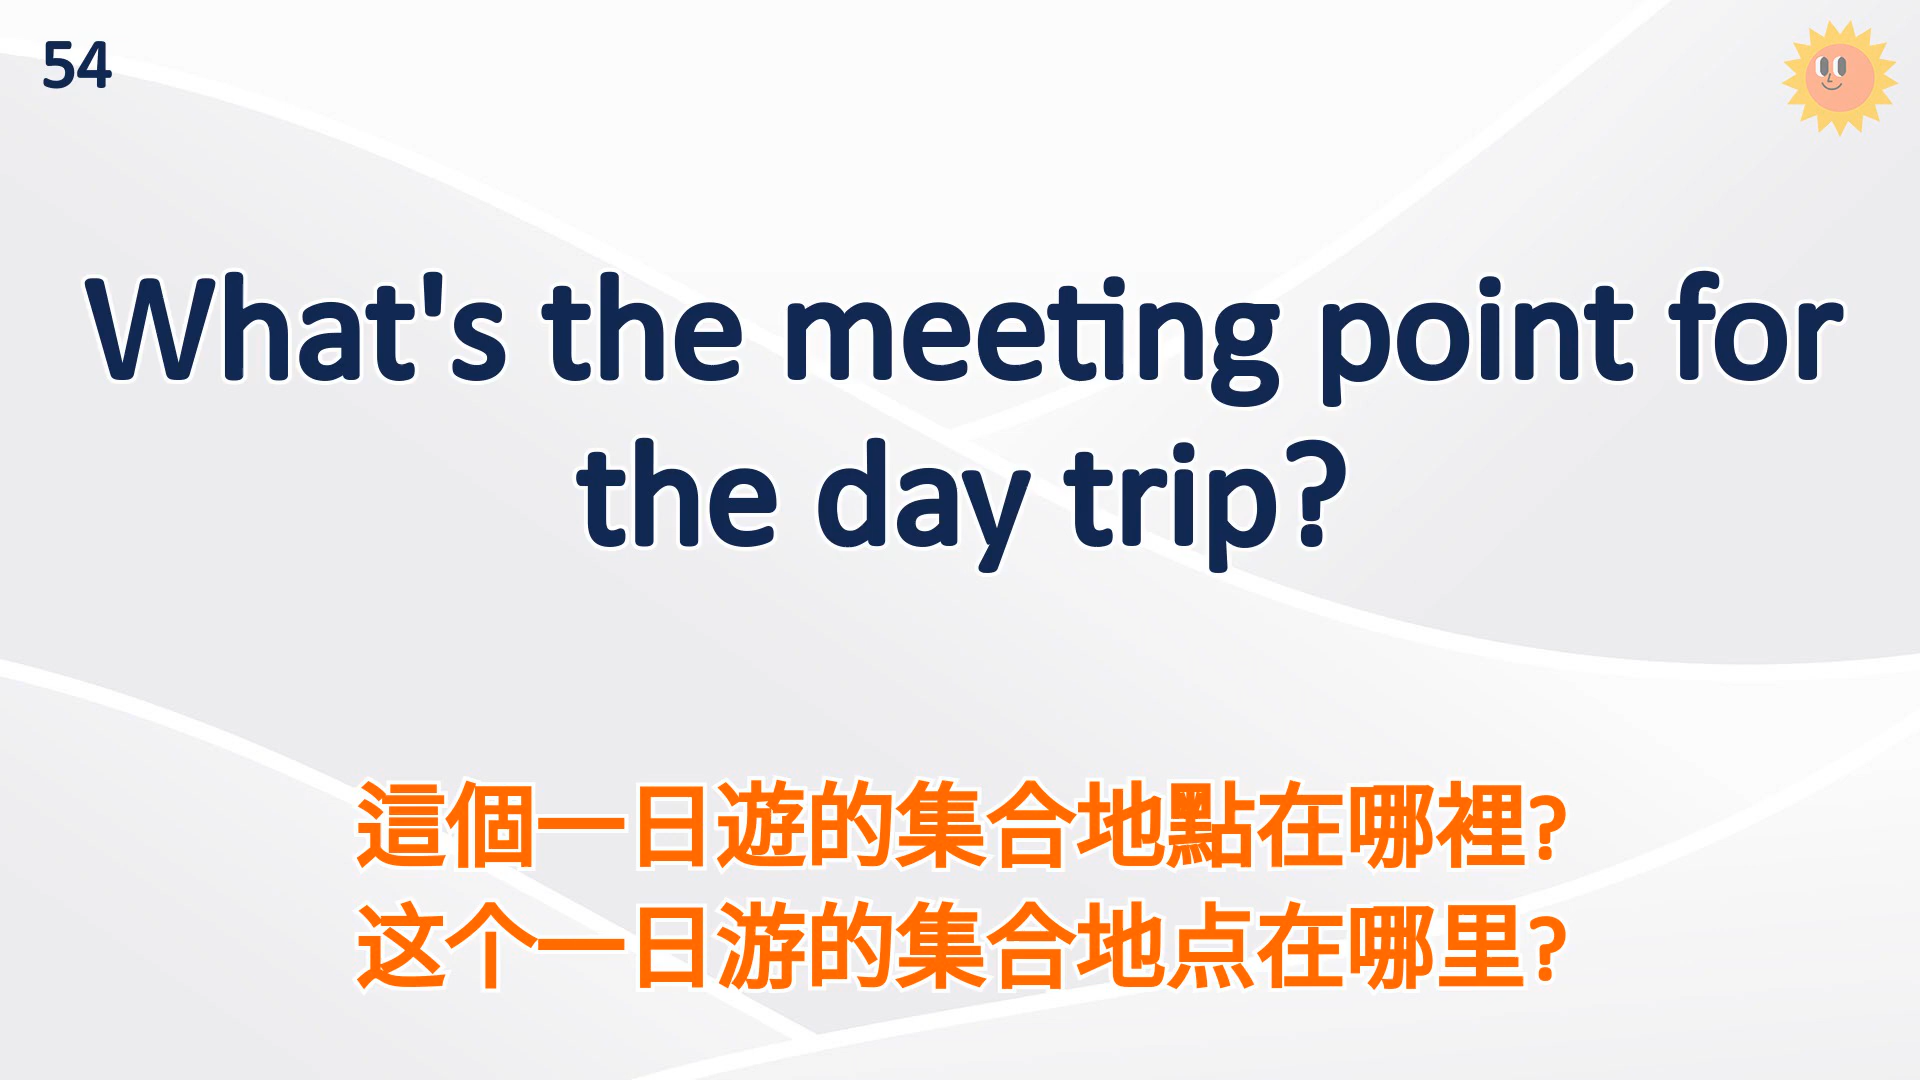 54
What's the meeting point for
the day trip?
這個一日遊的集合地點在哪裡?
这个一日游的集合地点在哪里?